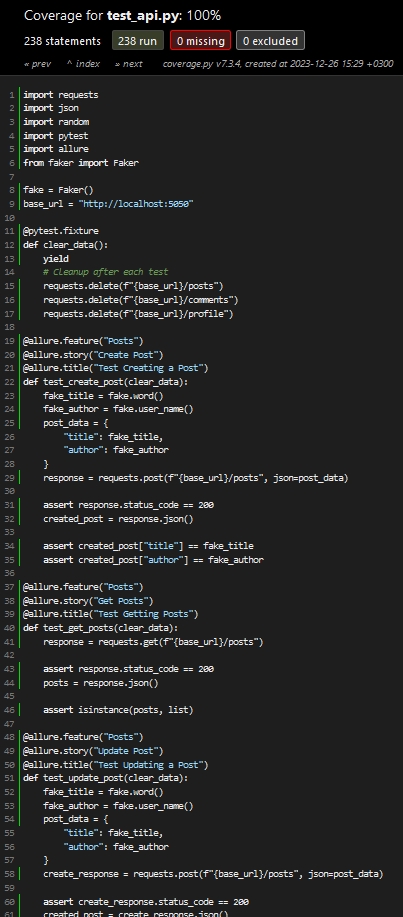 Coverage for test_api.py: 100%
238 statements 238 run 0 missing 0 excluded
« prev ^ index » next coverage.py v7.3.4, created at 2023-12-26 15:29 +0300
1 import requests
2 import json
3 import random
4 import pytest
5 import allure
6 from faker import Faker
7
8 fake = Faker()
9 base_url = "http://localhost:5050"
10
11 @pytest.fixture
12 def clear_data():
13     yield
14     # Cleanup after each test
15     requests.delete(f"{base_url}/posts")
16     requests.delete(f"{base_url}/comments")
17     requests.delete(f"{base_url}/profile")
18
19 @allure.feature("Posts")
20 @allure.story("Create Post")
21 @allure.title("Test Creating a Post")
22 def test_create_post(clear_data):
23     fake_title = fake.word()
24     fake_author = fake.user_name()
25     post_data = {
26         "title": fake_title,
27         "author": fake_author
28     }
29     response = requests.post(f"{base_url}/posts", json=post_data)
30
31     assert response.status_code == 200
32     created_post = response.json()
33
34     assert created_post["title"] == fake_title
35     assert created_post["author"] == fake_author
36
37 @allure.feature("Posts")
38 @allure.story("Get Posts")
39 @allure.title("Test Getting Posts")
40 def test_get_posts(clear_data):
41     response = requests.get(f"{base_url}/posts")
42
43     assert response.status_code == 200
44     posts = response.json()
45
46     assert isinstance(posts, list)
47
48 @allure.feature("Posts")
49 @allure.story("Update Post")
50 @allure.title("Test Updating a Post")
51 def test_update_post(clear_data):
52     fake_title = fake.word()
53     fake_author = fake.user_name()
54     post_data = {
55         "title": fake_title,
56         "author": fake_author
57     }
58     create_response = requests.post(f"{base_url}/posts", json=post_data)
59
60     assert create_response.status_code == 200
61     created_post = create_response.json()